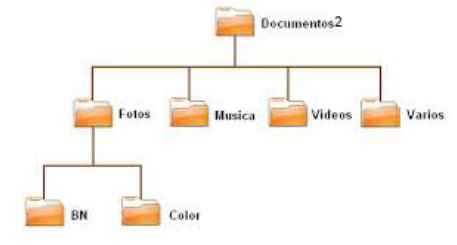 Documentos2
Fotos
Musica
Videos
Varios
BN
Color